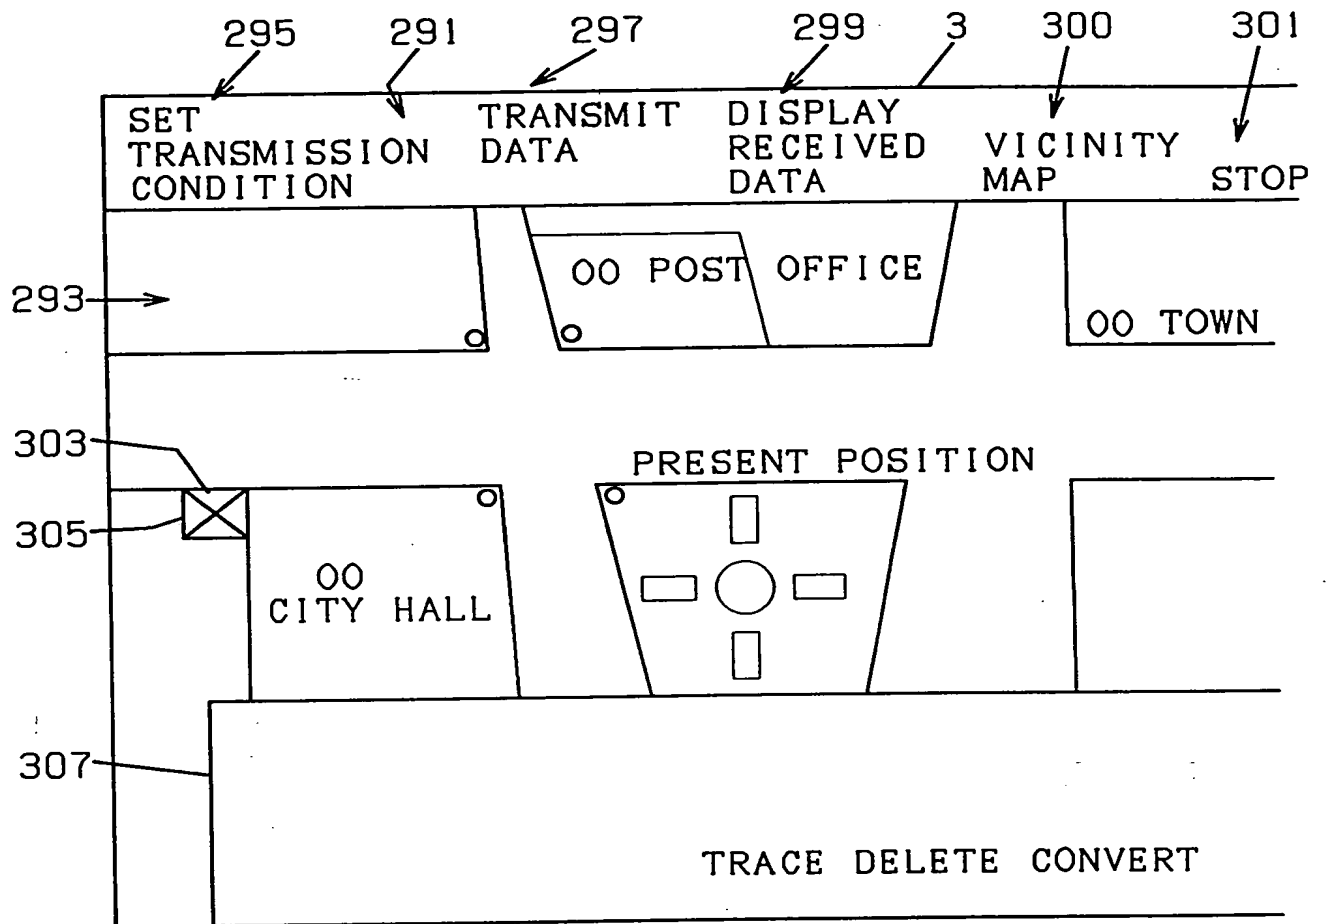 295 291 297 299 3 300 301
SET TRANSMIT DISPLAY
TRANSMISSION DATA RECEIVED VICINITY
CONDITION DATA MAP STOP
OO POST OFFICE
293
OO TOWN
303
PRESENT POSITION
305
OO
CITY HALL
307
TRACE DELETE CONVERT